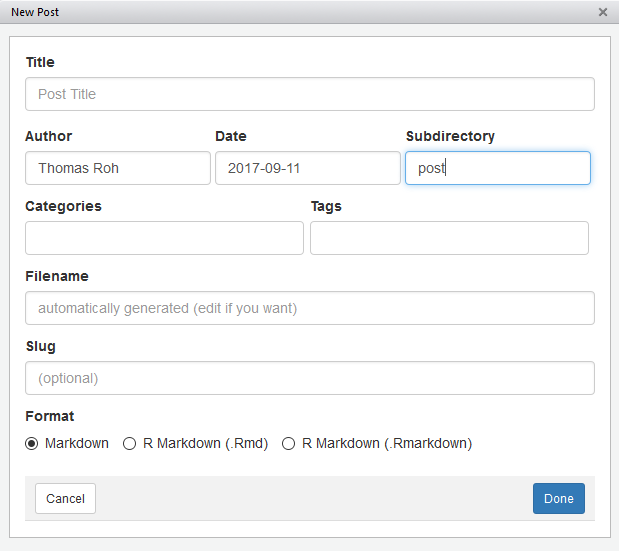 New Post
Title
Post Title
Author Date Subdirectory
Thomas Roh 2017-09-11 post
Categories Tags
Filename
automatically generated (edit if you want)
Slug
(optional)
Format
Markdown R Markdown (.Rmd) R Markdown (.Rmarkdown)
Cancel Done